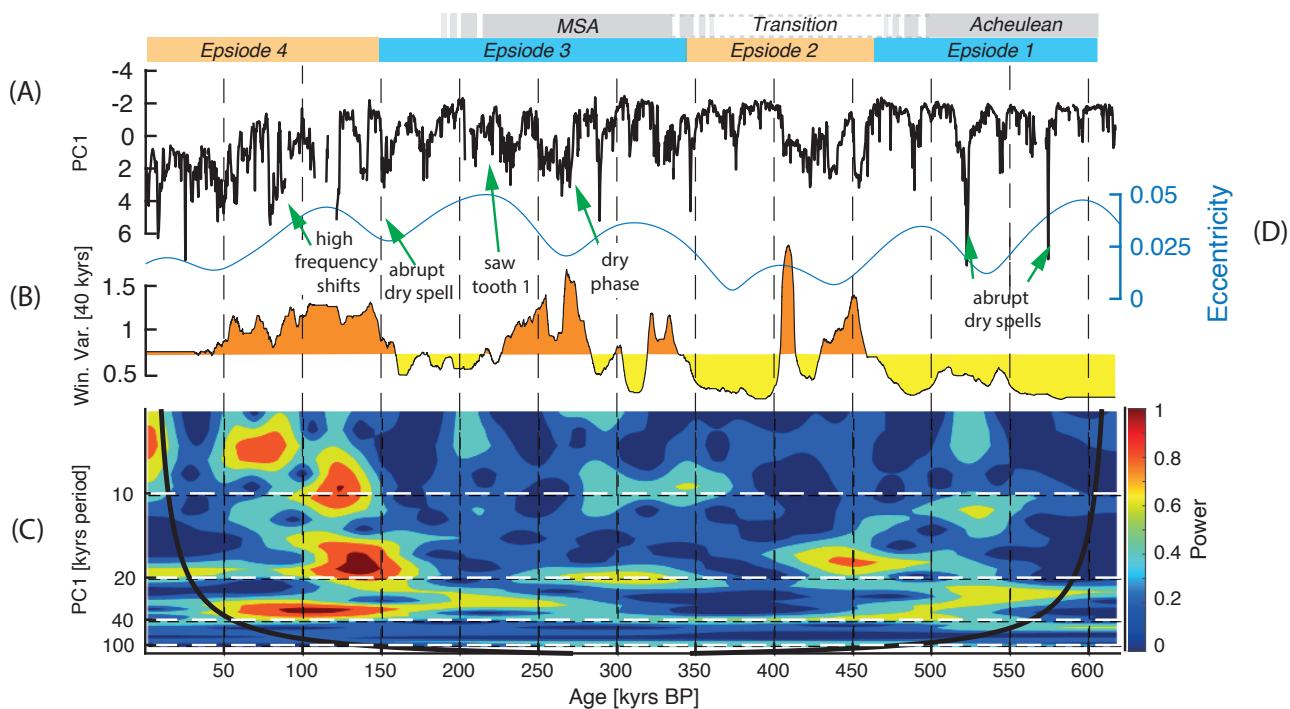 MSA Transition Acheulean
Epsiode 4 Epsiode 3 Epsiode 2 Epsiode 1
(A)
PC1
-4
-2
0
2
4
6
high
frequency
shifts
abrupt
dry spell
saw
tooth 1
dry
phase
abrupt
dry spells
0.05
0.025
0
Eccentricity
(D)
(B)
Win. Var. [40 kyrs]
1.5
1
0.5
(C)
PC1 [kyrs period]
10
20
40
100
1
0.8
0.6
0.4
0.2
0
Power
50 100 150 200 250 300 350 400 450 500 550 600
Age [kyrs BP]